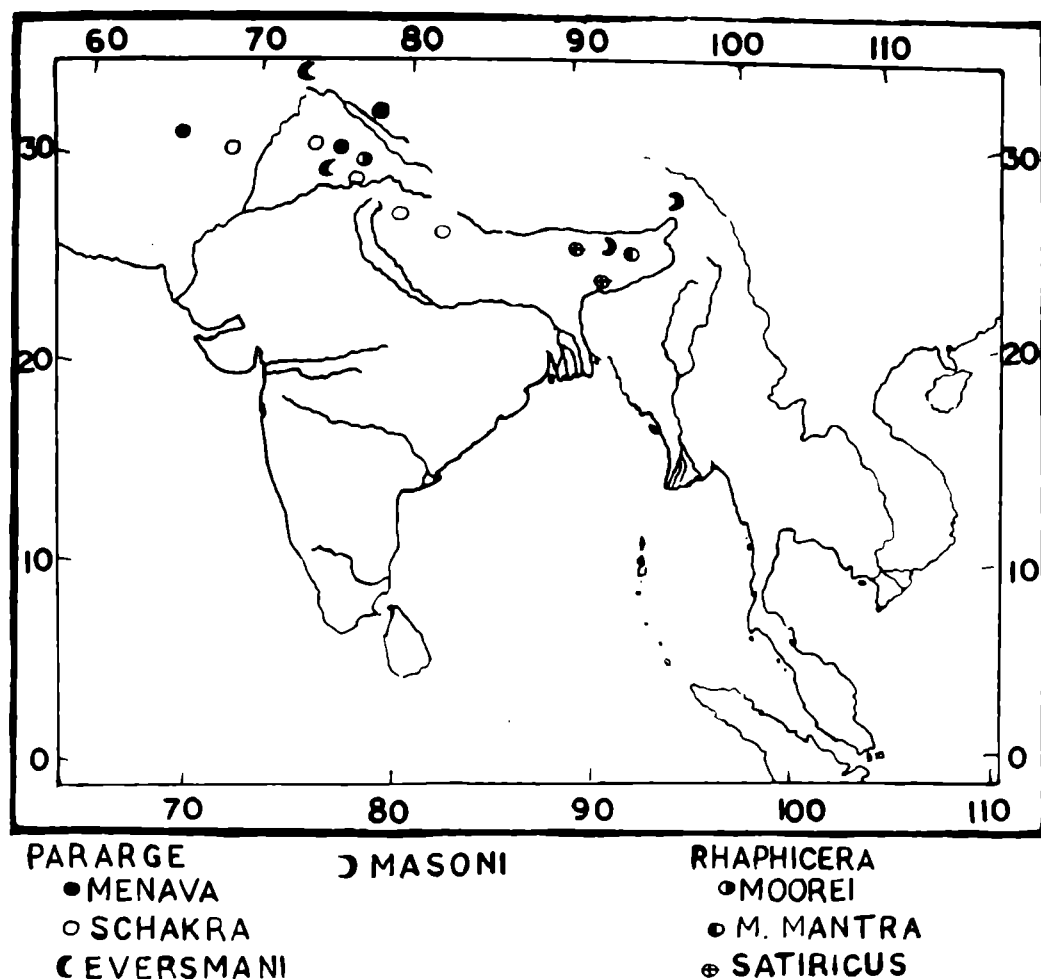 60 70 80 90 100 110
30 30
20 20
10 10
0 0
70 80 90 100 110
PARARGE MASONI RHAPHICERA
MENAVA MOOREI
SCHAKRA M. MANTRA
EVERSMANI SATIRICUS